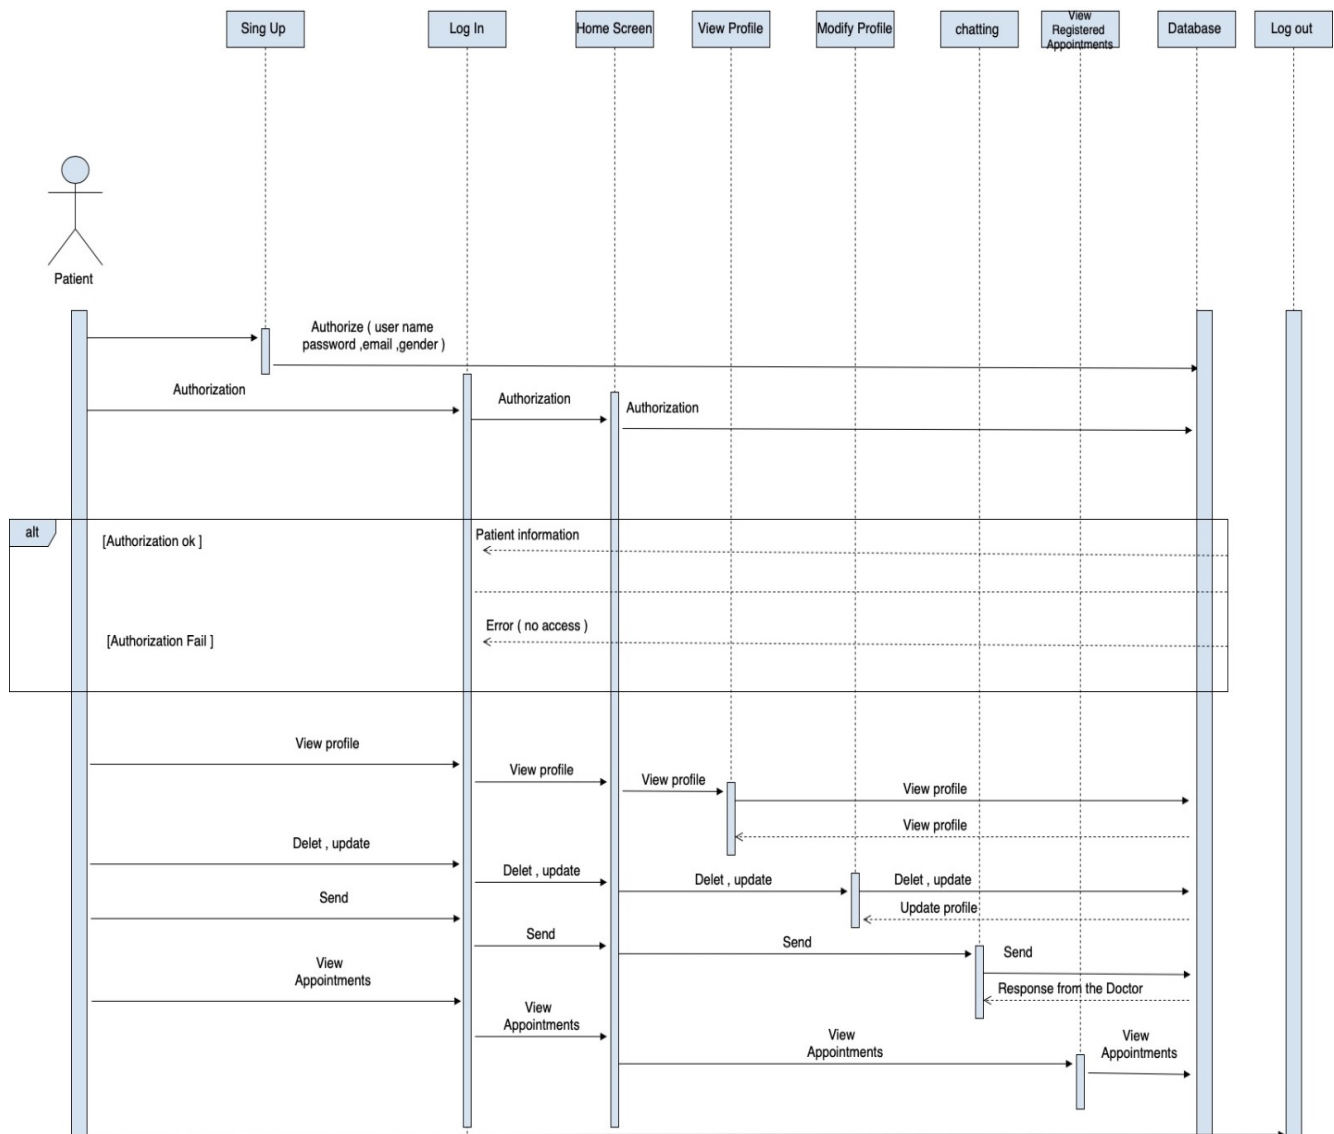 Sing Up
Log In
Home Screen
View Profile
Modify Profile
chatting
View
Registered
Appointments
Database
Log out
Patient
Authorize ( user name
password ,email ,gender )
Authorization
Authorization
Authorization
alt
[Authorization ok ]
Patient information
[Authorization Fail ]
Error ( no access )
View profile
View profile
View profile
View profile
View profile
Delet , update
Delet , update
Delet , update
Delet , update
Update profile
Send
Send
Send
Send
Response from the Doctor
View
Appointments
View
Appointments
View
Appointments
View
Appointments